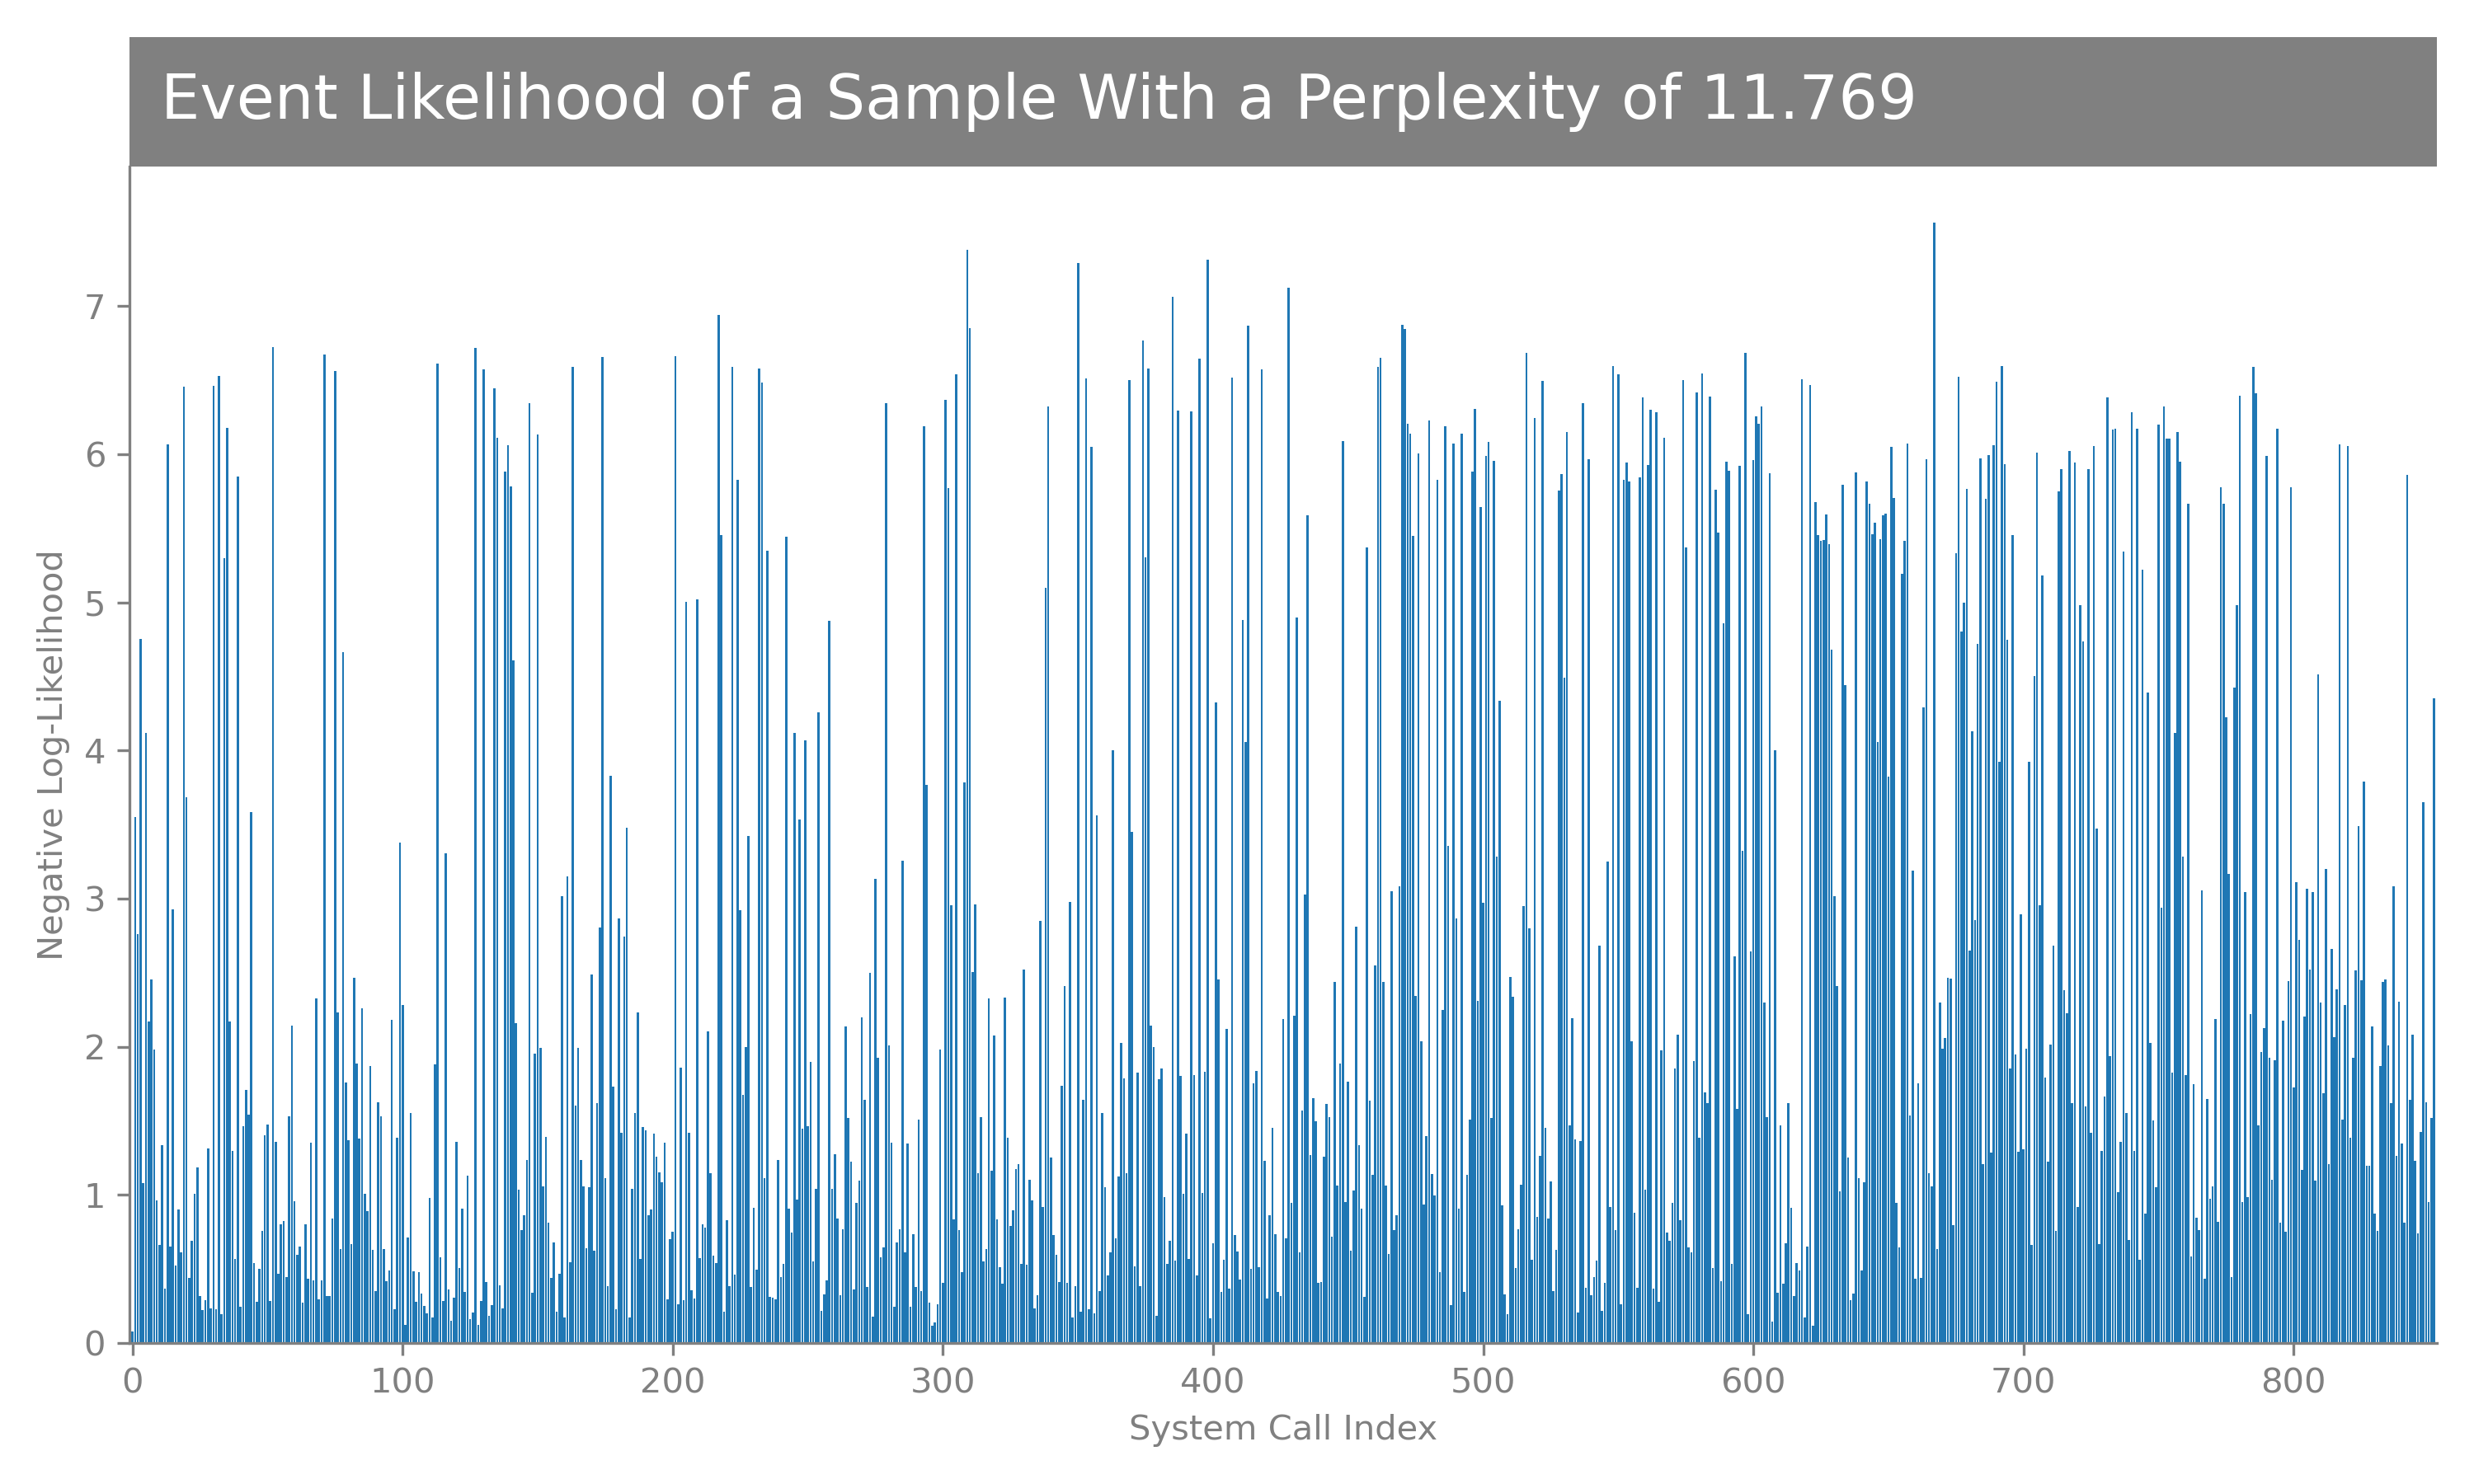 Event Likelihood of a Sample With a Perplexity of 11.769
7
6
5
4
3
2
1
0
Negative Log-Likelihood
0 100 200 300 400 500 600 700 800
System Call Index